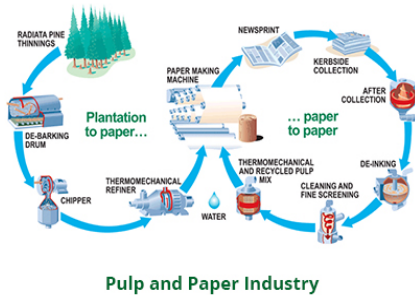 RADIATA PINE
THINNINGS
DE-BARKING
DRUM
CHIPPER
Plantation
to paper...
THERMOMECHANICAL
REFINER
PAPER MAKING
MACHINE
WATER
NEWSPRINT
KERBSIDE
COLLECTION
AFTER
COLLECTION
... paper
to paper
DE-INKING
CLEANING AND
FINE SCREENING
THERMOMECHANICAL
AND RECYCLED PULP
MIX
Pulp and Paper Industry